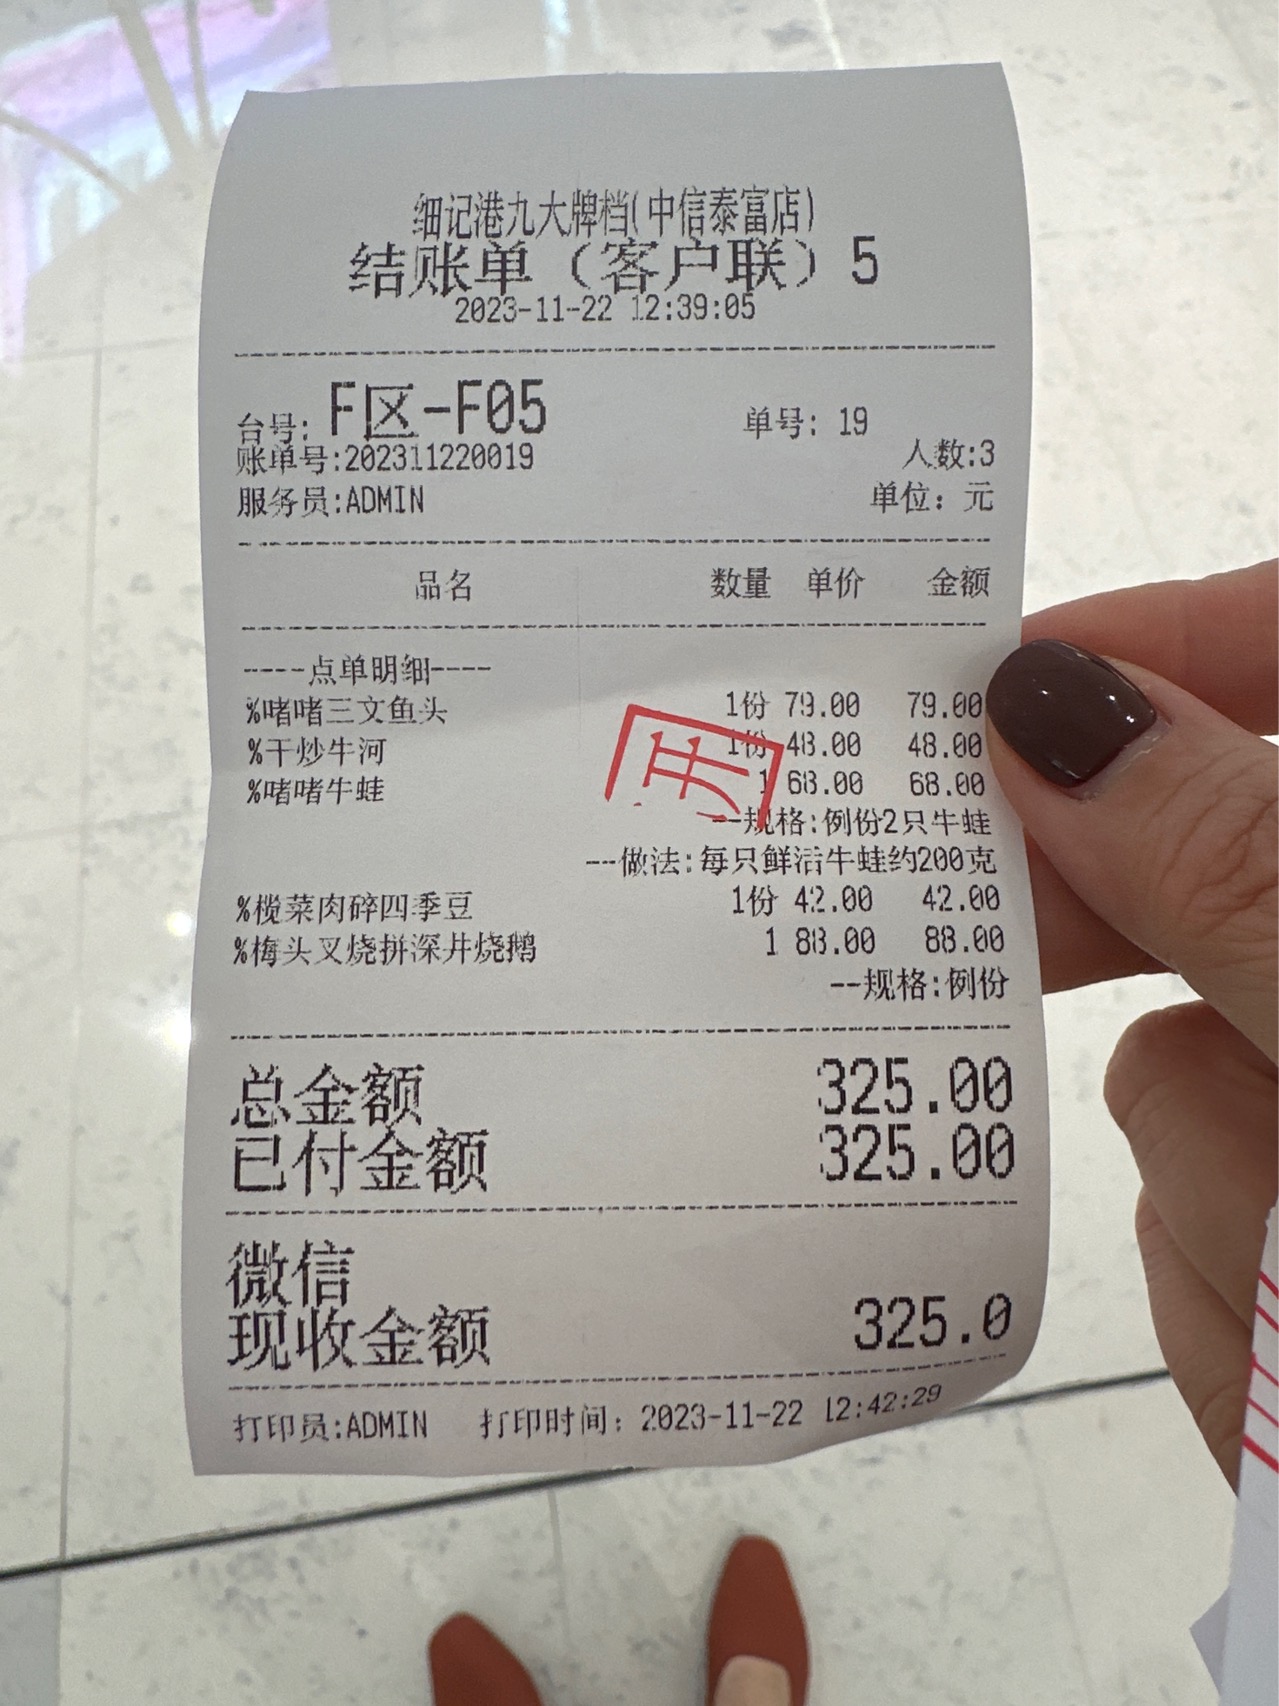 细记港九大牌档(中信泰富店)
结账单（客户联）5
2023-11-22 12:39:05
台号: F区-F05 单号: 19
账单号:202311220019 人数:3
服务员:ADMIN 单位: 元
品名 数量 单价 金额
-----点单明细----
%啫啫三文鱼头 1份 79.00 79.00
%干炒牛河 1份 48.00 48.00
%啫啫牛蛙 1 68.00 68.00
--规格:例份2只牛蛙
--做法:每只鲜活牛蛙约200克
%榄菜肉碎四季豆 1份 42.00 42.00
%梅头叉烧拼深井烧鹅 1 88.00 88.00
--规格:例份
总金额 325.00
已付金额 325.00
微信
现收金额 325.0
打印员:ADMIN 打印时间: 2023-11-22 12:42:29